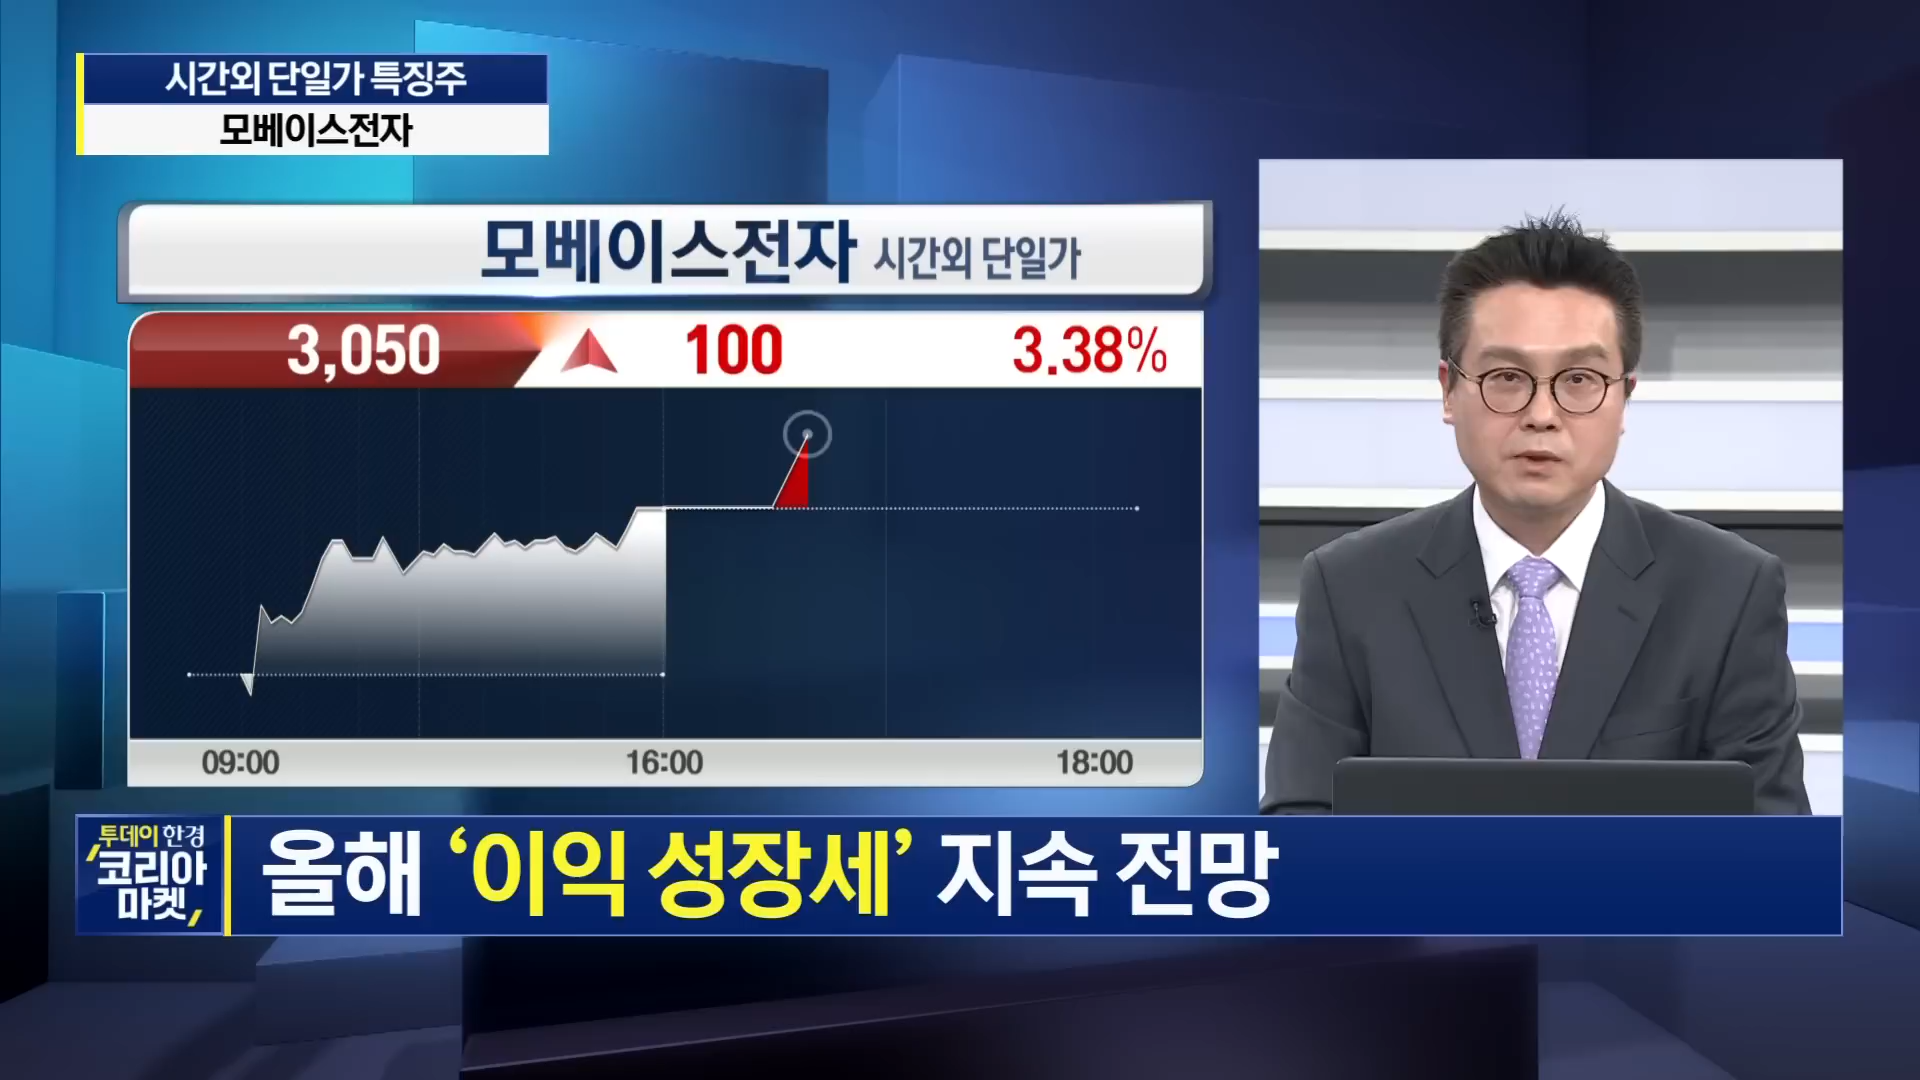 시간외 단일가 특징주
모베이스전자
모베이스전자 시간외 단일가
3,050 100 3.38%
09:00 16:00 18:00
투데이 한경
코리아
마켓
올해 ‘이익 성장세’ 지속 전망